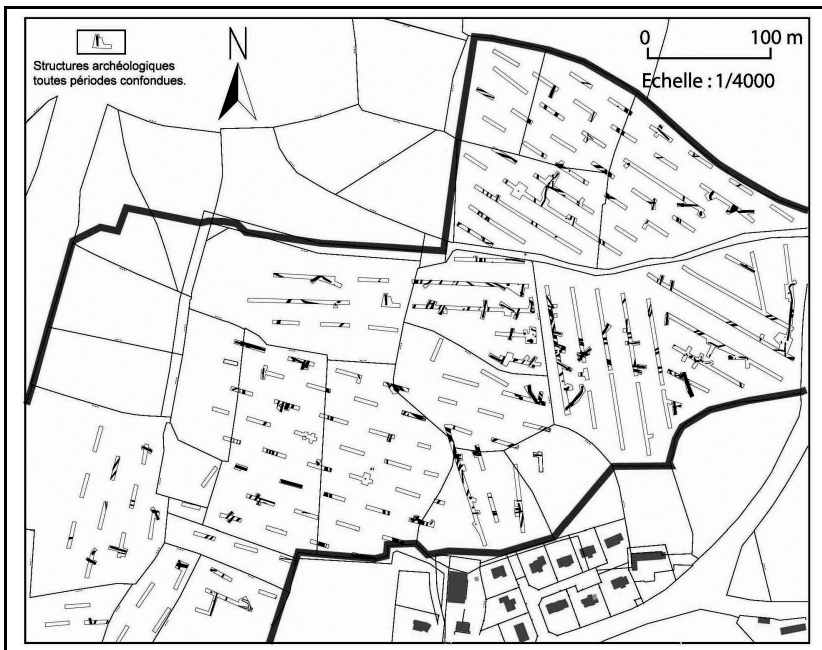 Structures archéologiques
toutes périodes confondues.
N
0 100 m
Echelle : 1/4000